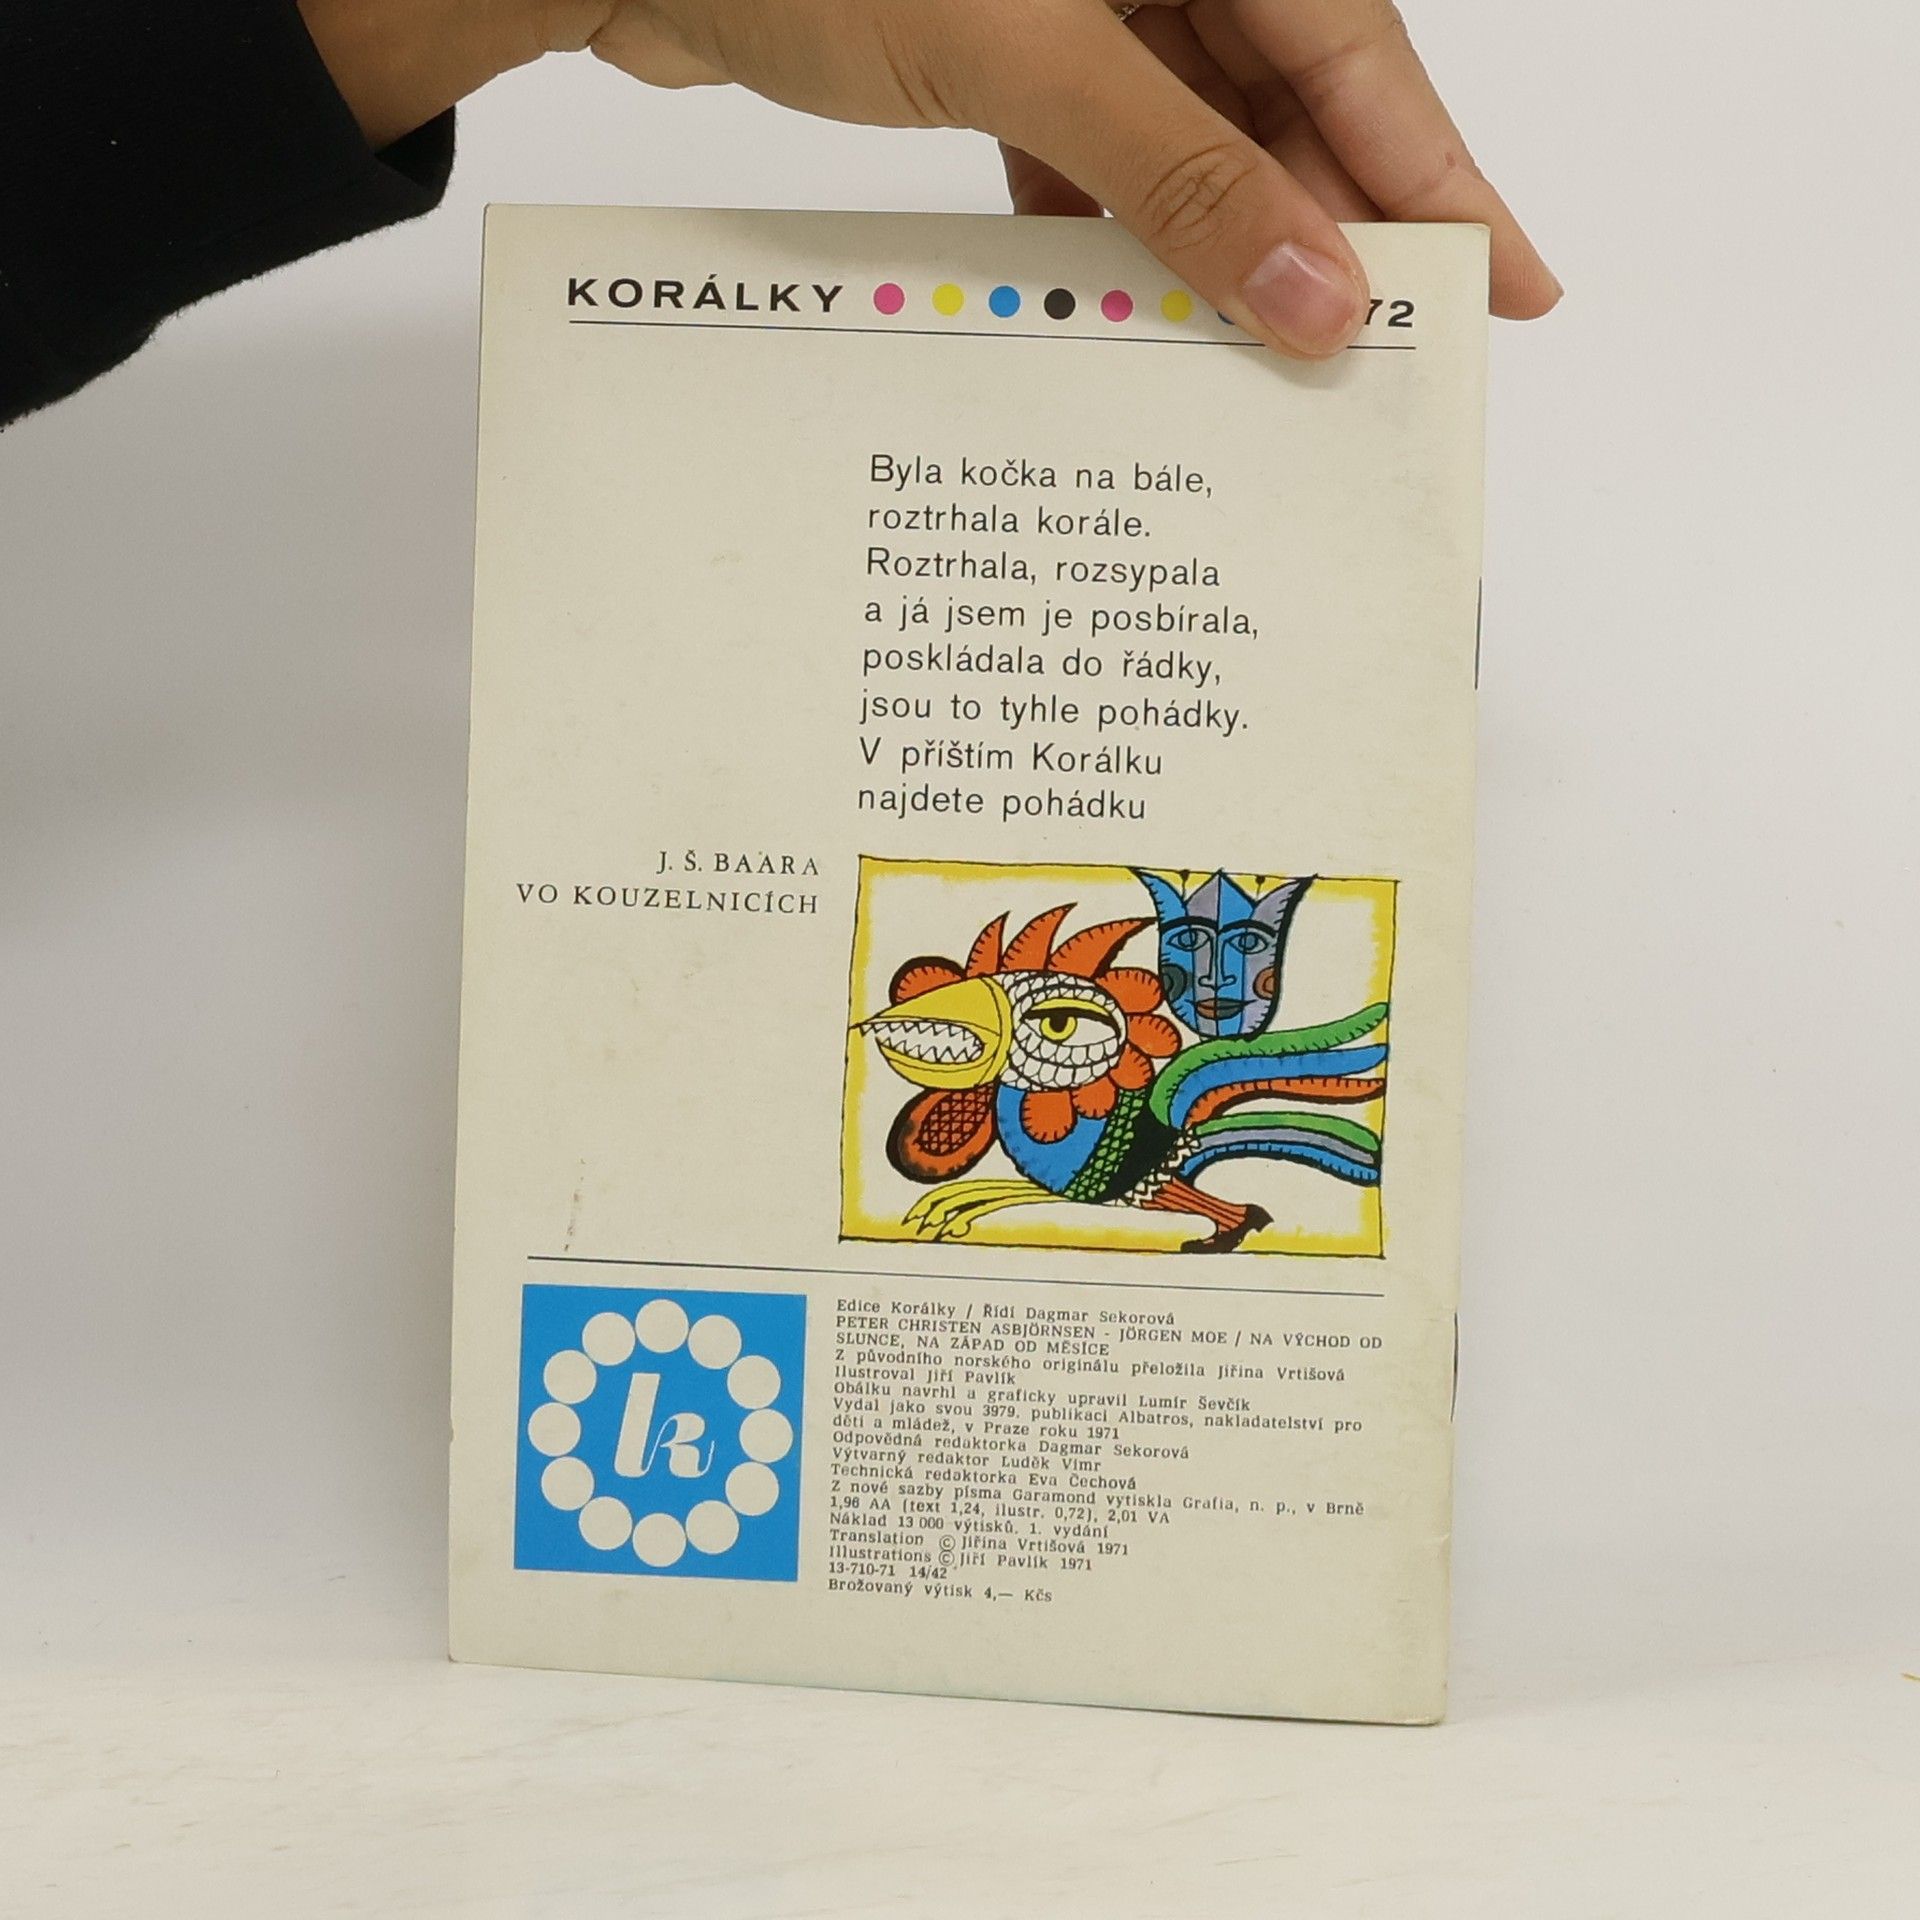 KORÁLKY 72
Byla kočka na bále,
roztrhala korále.
Roztrhala, rozsypala
a já jsem je posbírala,
poskládala do řádky,
jsou to tyhle pohádky.
V příštím Korálku
najdete pohádku
J. Š. BAARA
VO KOUZELNICÍCH
k
Edice Korálky / Řídí Dagmar Sekorová
PETER CHRISTEN ASBJÖRNSEN - JÖRGEN MOE / NA VÝCHOD OD
SLUNCE, NA ZÁPAD OD MĚSÍCE
Z původního norského originálu přeložila Jiřina Vrtišová
Ilustroval Jiří Pavlík
Obálku navrhl a graficky upravil Lumír Ševčík
Vydal jako svou 3979. publikaci Albatros, nakladatelství pro
děti a mládež, v Praze roku 1971
Odpovědná redaktorka Dagmar Sekorová
Výtvarný redaktor Luděk Vimr
Technická redaktorka Eva Čechová
Z nové sazby písma Garamond vytiskla Grafia, n. p., v Brně
1,96 AA (text 1,24, ilustr. 0,72), 2,01 VA
Náklad 13 000 výtisků. 1. vydání
Translation © Jiřina Vrtišová 1971
Illustrations © Jiří Pavlík 1971
13-710-71 14/42
Brožovaný výtisk 4,— Kčs